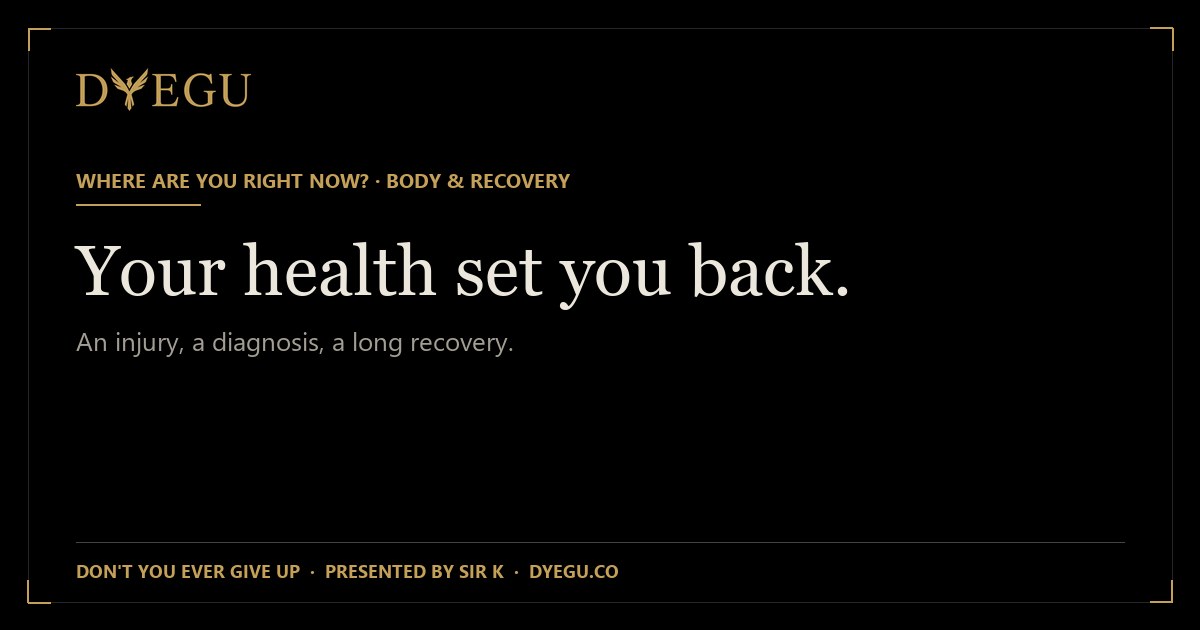 DYEGU
WHERE ARE YOU RIGHT NOW? · BODY & RECOVERY
Your health set you back.
An injury, a diagnosis, a long recovery.
DON'T YOU EVER GIVE UP · PRESENTED BY SIR K · DYEGU.CO